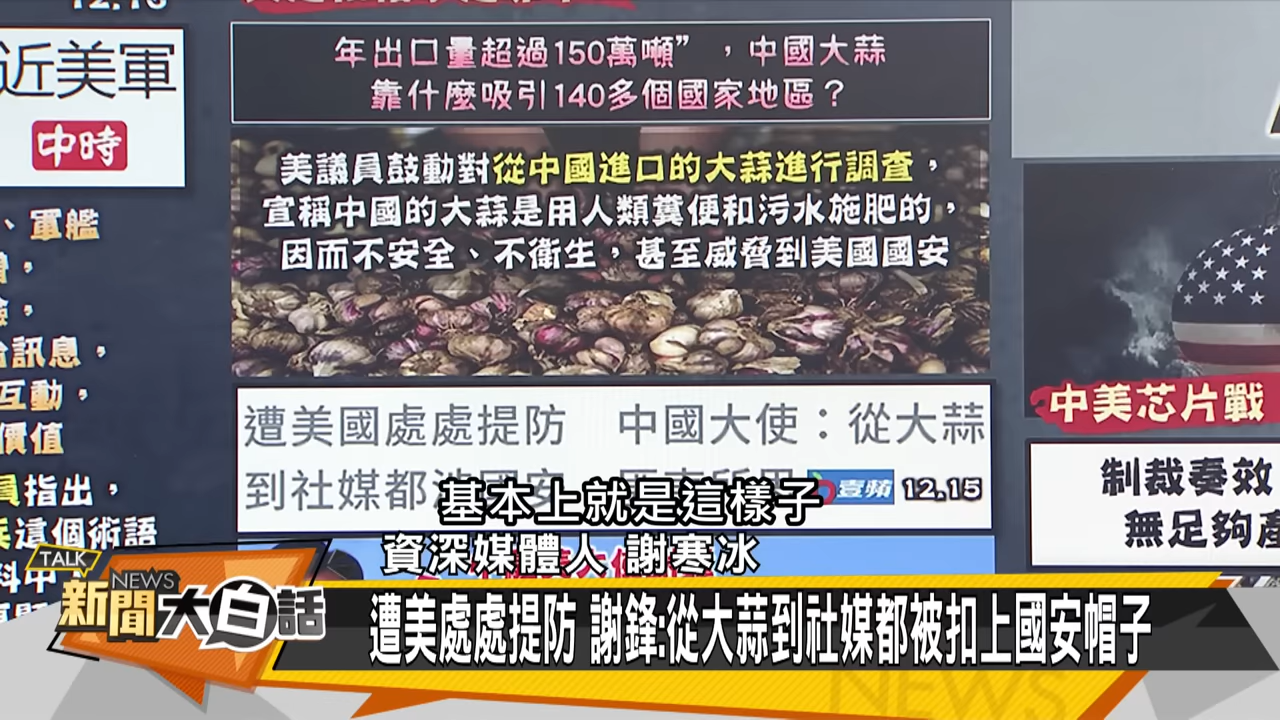 12.16
近美軍
中時
、軍艦
，
，
訊息，
互動，
價值
員指出，
這個術語
年出口量超過150萬噸”，中國大蒜
靠什麼吸引140多個國家地區？
美議員鼓動對從中國進口的大蒜進行調查，
宣稱中國的大蒜是用人類糞便和污水施肥的，
因而不安全、不衛生，甚至威脅到美國國安
遭美國處處提防 中國大使：從大蒜
到社媒都涉國安
壹蘋 12.15
中美芯片戰
制裁奏效
無足夠產
基本上就是這樣子
資深媒體人 謝寒冰
TALK
NEWS
新聞大白話
遭美處處提防 謝鋒:從大蒜到社媒都被扣上國安帽子
NEWS